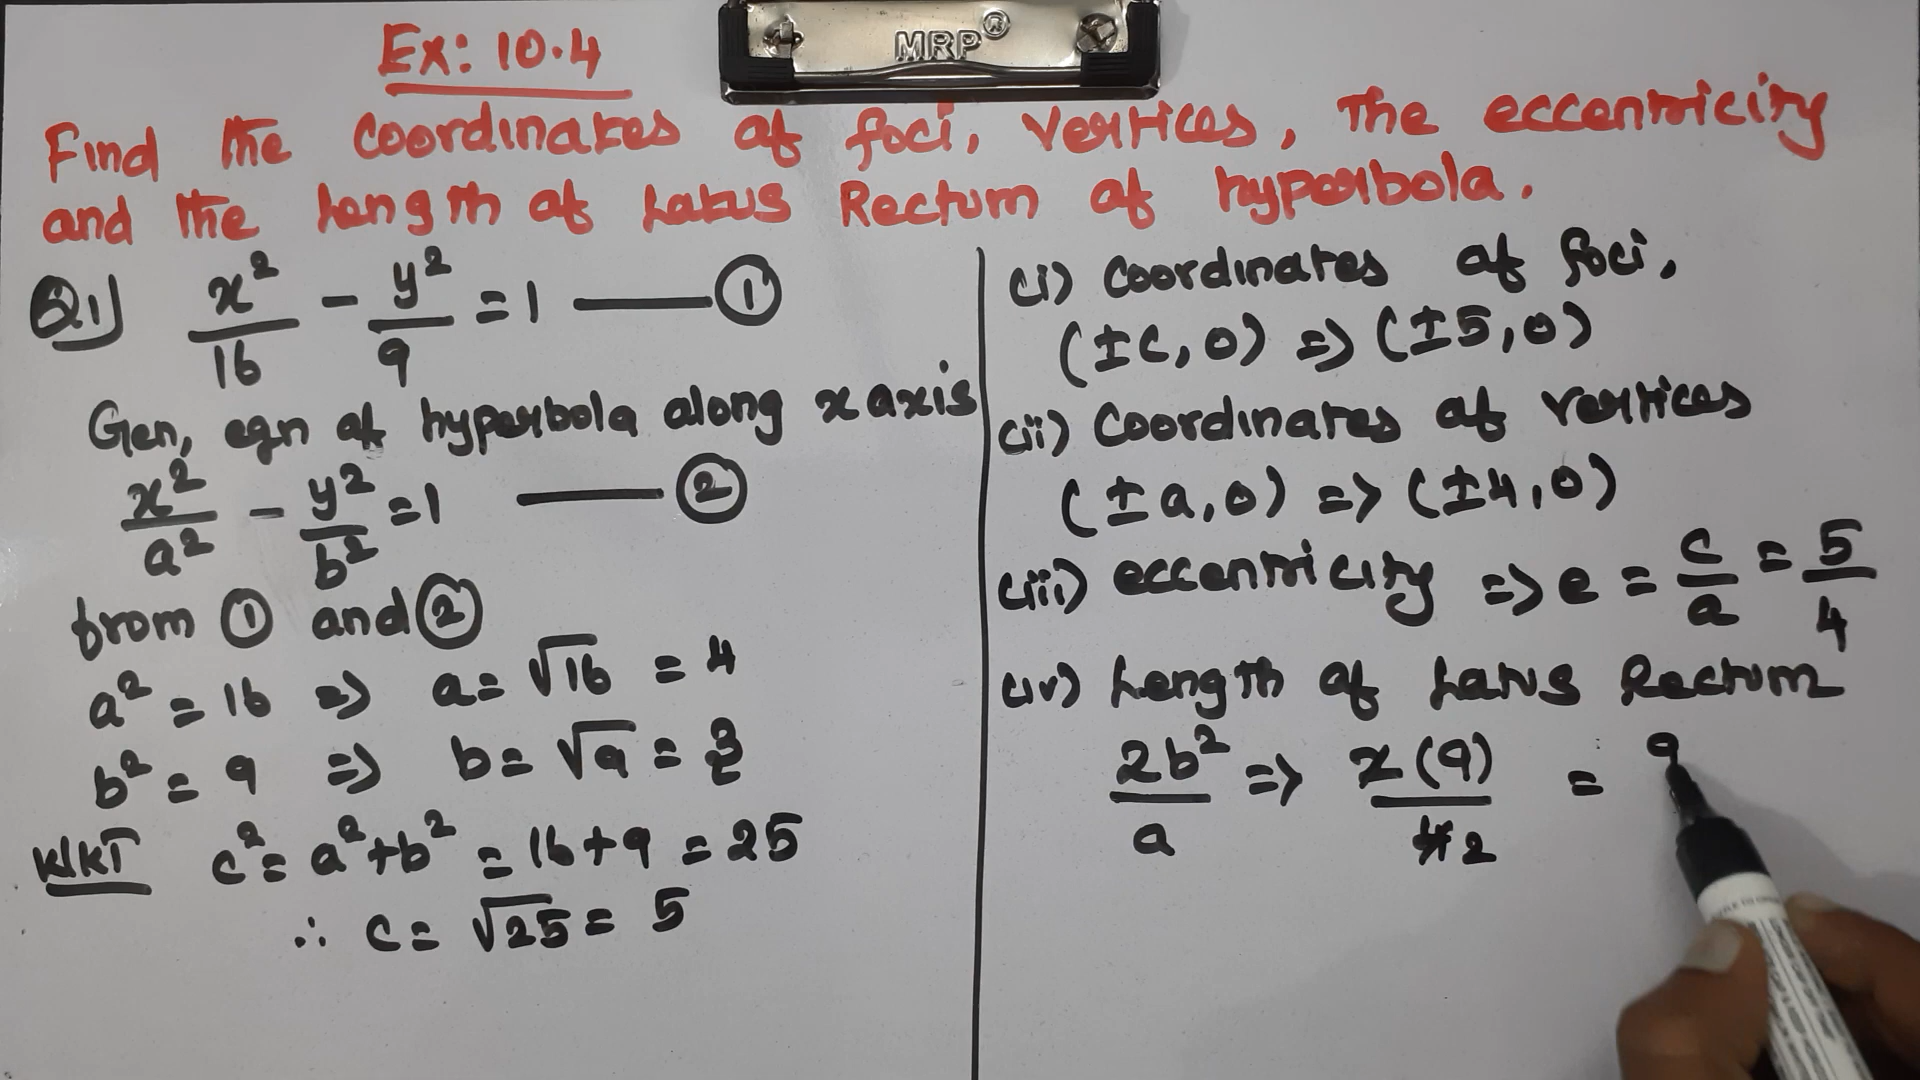 MRP®
Ex: 10.4
Find the coordinates of foci, vertices, The eccentricity
and the length of Latus Rectum of hyperbola.
Q1) x²/16 - y²/9 = 1 —— ①
Gen, eqn of hyperbola along x axis
x²/a² - y²/b² = 1 —— ②
from ① and ②
a² = 16 => a = √16 = 4
b² = 9 => b = √9 = 3
WKT c² = a² + b² = 16 + 9 = 25
∴ c = √25 = 5
(i) Coordinates of foci,
(±c, 0) => (±5, 0)
(ii) Coordinates of vertices
(±a, 0) => (±4, 0)
(iii) eccentricity => e = c/a = 5/4
(iv) Length of Latus Rectum
2b²/a => 2(9)/4 2 = 9